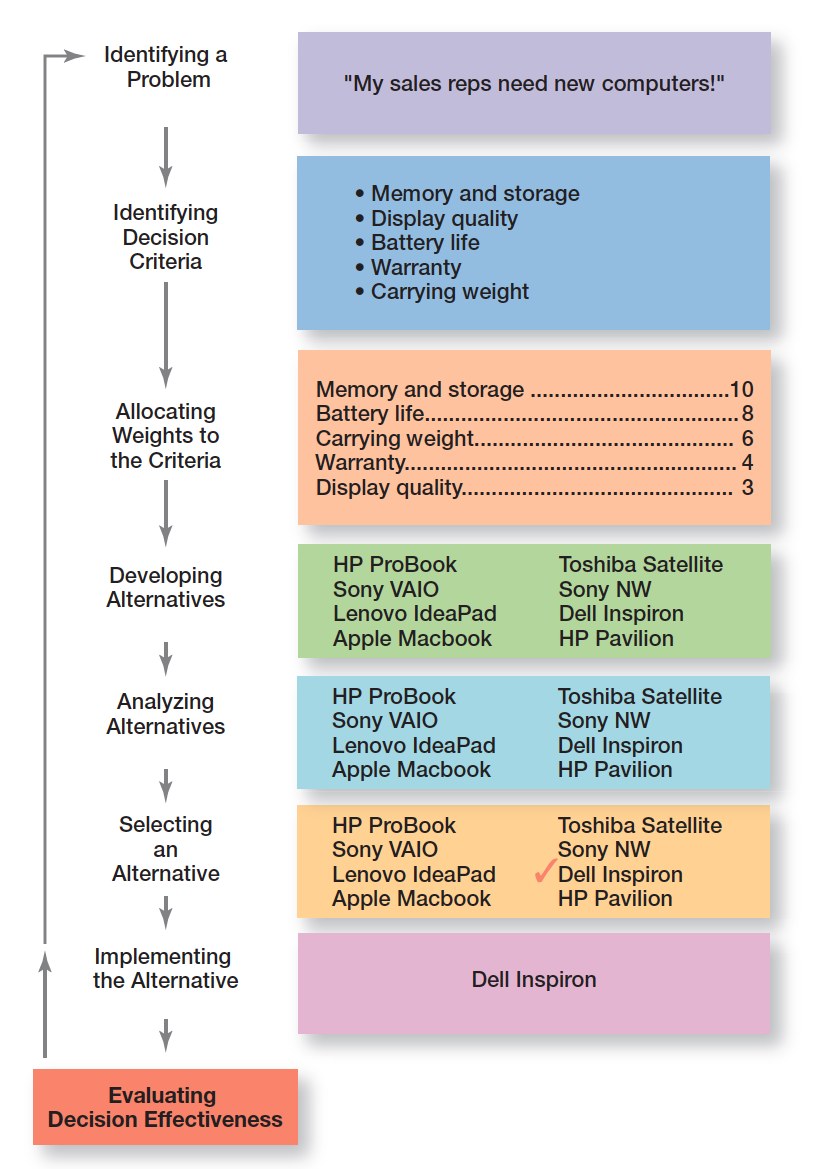 Identifying a
Problem
"My sales reps need new computers!"
Identifying
Decision
Criteria
• Memory and storage
• Display quality
• Battery life
• Warranty
• Carrying weight
Allocating
Weights to
the Criteria
Memory and storage .................................10
Battery life.................................................... 8
Carrying weight........................................... 6
Warranty....................................................... 4
Display quality............................................. 3
Developing
Alternatives
HP ProBook Toshiba Satellite
Sony VAIO Sony NW
Lenovo IdeaPad Dell Inspiron
Apple Macbook HP Pavilion
Analyzing
Alternatives
HP ProBook Toshiba Satellite
Sony VAIO Sony NW
Lenovo IdeaPad Dell Inspiron
Apple Macbook HP Pavilion
Selecting
an
Alternative
HP ProBook Toshiba Satellite
Sony VAIO Sony NW
Lenovo IdeaPad ✓Dell Inspiron
Apple Macbook HP Pavilion
Implementing
the Alternative
Dell Inspiron
Evaluating
Decision Effectiveness